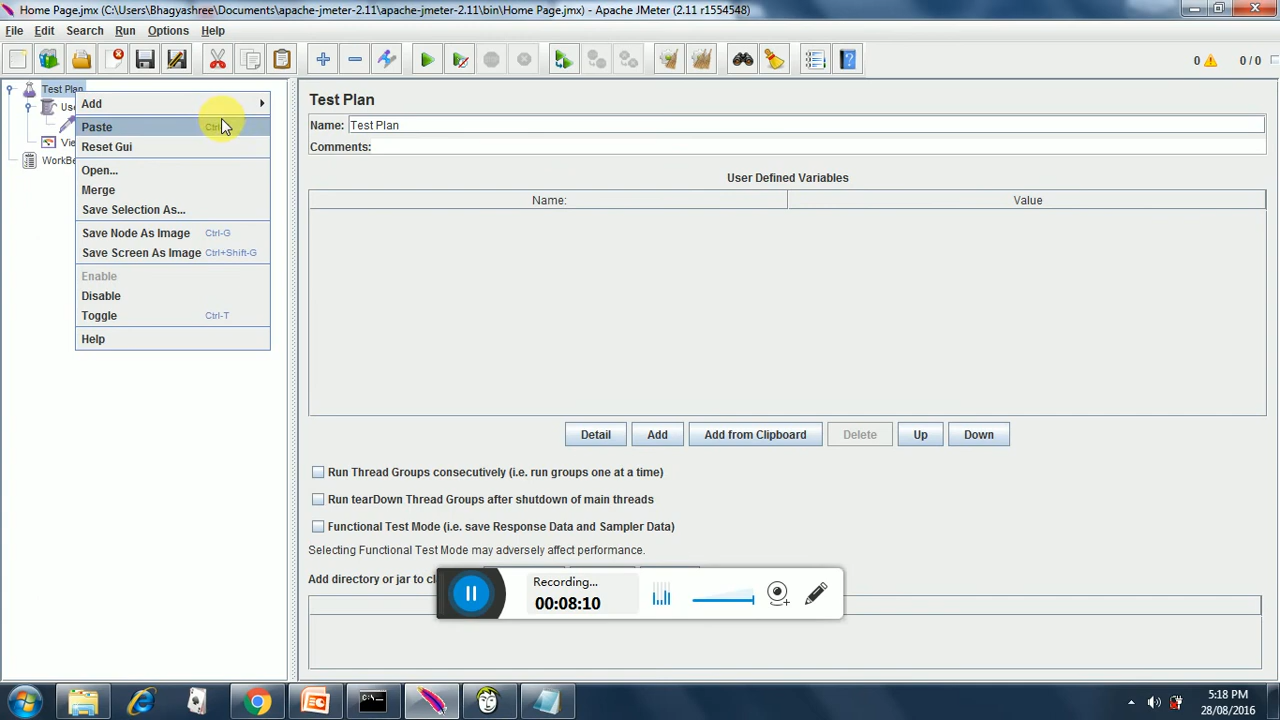 Home Page.jmx (C:\Users\Bhagyashree\Documents\apache-jmeter-2.11\apache-jmeter-2.11\bin\Home Page.jmx) - Apache JMeter (2.11 r1554548)
File Edit Search Run Options Help
0 0 / 0
Test Plan
Add
Paste
Reset Gui
Open...
Merge
Save Selection As...
Save Node As Image Ctrl-G
Save Screen As Image Ctrl+Shift-G
Enable
Disable
Toggle Ctrl-T
Help
Test Plan
Name: Test Plan
Comments:
User Defined Variables
Name: Value
Detail Add Add from Clipboard Delete Up Down
Run Thread Groups consecutively (i.e. run groups one at a time)
Run tearDown Thread Groups after shutdown of main threads
Functional Test Mode (i.e. save Response Data and Sampler Data)
Selecting Functional Test Mode may adversely affect performance.
Add directory or jar to
Recording...
00:08:10
5:18 PM
28/08/2016